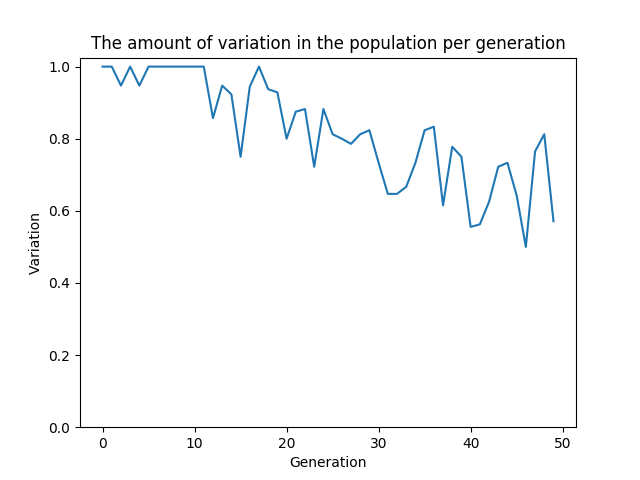 The amount of variation in the population per generation
1.0
0.8
0.6
0.4
0.2
0.0
Variation
0 10 20 30 40 50
Generation